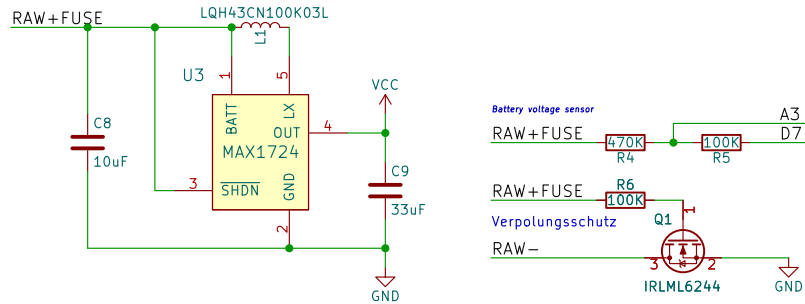 LQH43CN100K03L
RAW+FUSE
L1
U3
1
5
VCC
C8
10uF
BATT
LX
OUT
4
MAX1724
3
SHDN
GND
2
C9
33uF
GND
Battery voltage sensor
A3
RAW+FUSE
470K
100K
D7
R4
R5
RAW+FUSE
R6
100K
1
Verpolungsschutz
Q1
RAW-
3
2
IRLML6244
GND